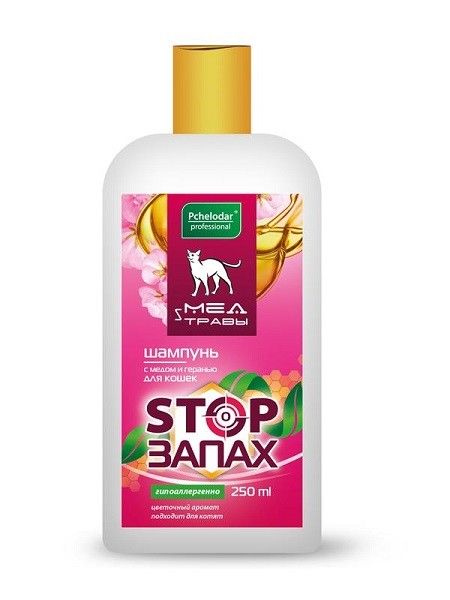 Pchelodar®
professional
МЕД
и ТРАВЫ
шампунь
с медом и геранью
для кошек
STOP
ЗАПАХ
гипоаллергенно
250 ml
цветочный аромат
подходит для котят